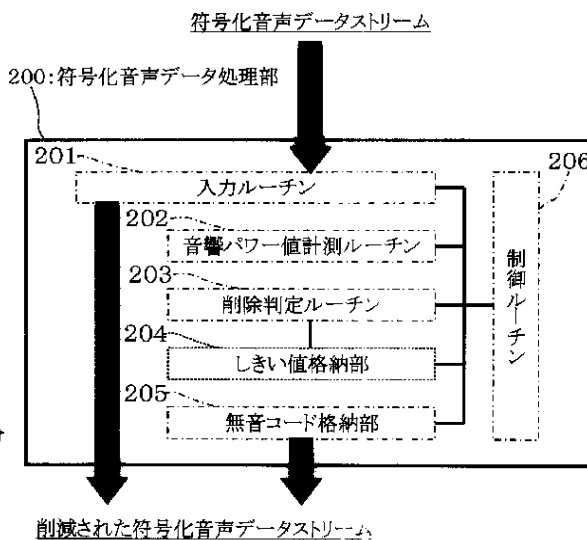 符号化音声データストリーム
200:符号化音声データ処理部
201
206
入力ルーチン
202
音響パワー値計測ルーチン
203
削除判定ルーチン
制御ルーチン
204
しきい値格納部
205
無音コード格納部
削減された符号化音声データストリーム